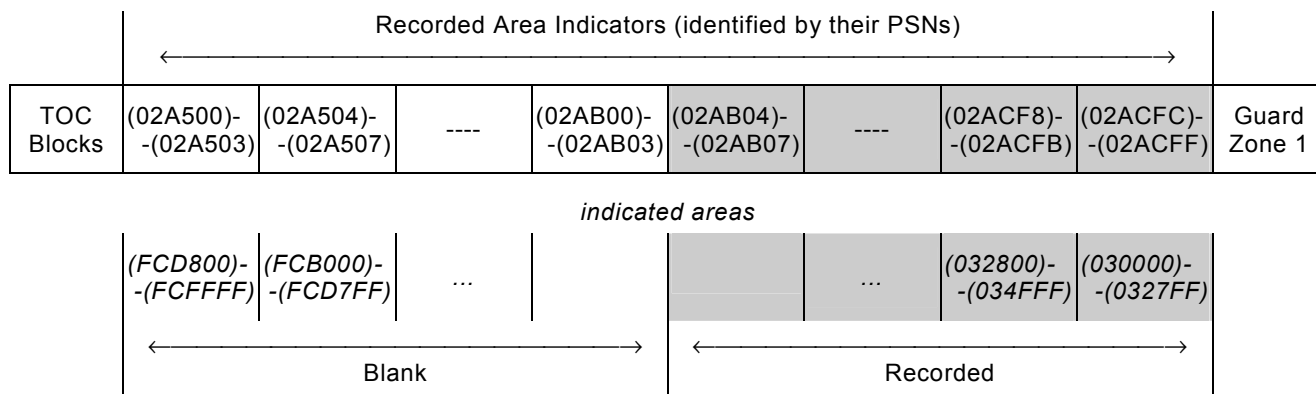 Recorded Area Indicators (identified by their PSNs)
TOC Blocks (02A500)- -(02A503) (02A504)- -(02A507) ---- (02AB00)- -(02AB03) (02AB04)- -(02AB07) ---- (02ACF8)- -(02ACFB) (02ACFC)- -(02ACFF) Guard Zone 1
indicated areas
(FCD800)- -(FCFFFF) (FCB000)- -(FCD7FF) ... ... (032800)- -(034FFF) (030000)- -(0327FF)
Blank Recorded